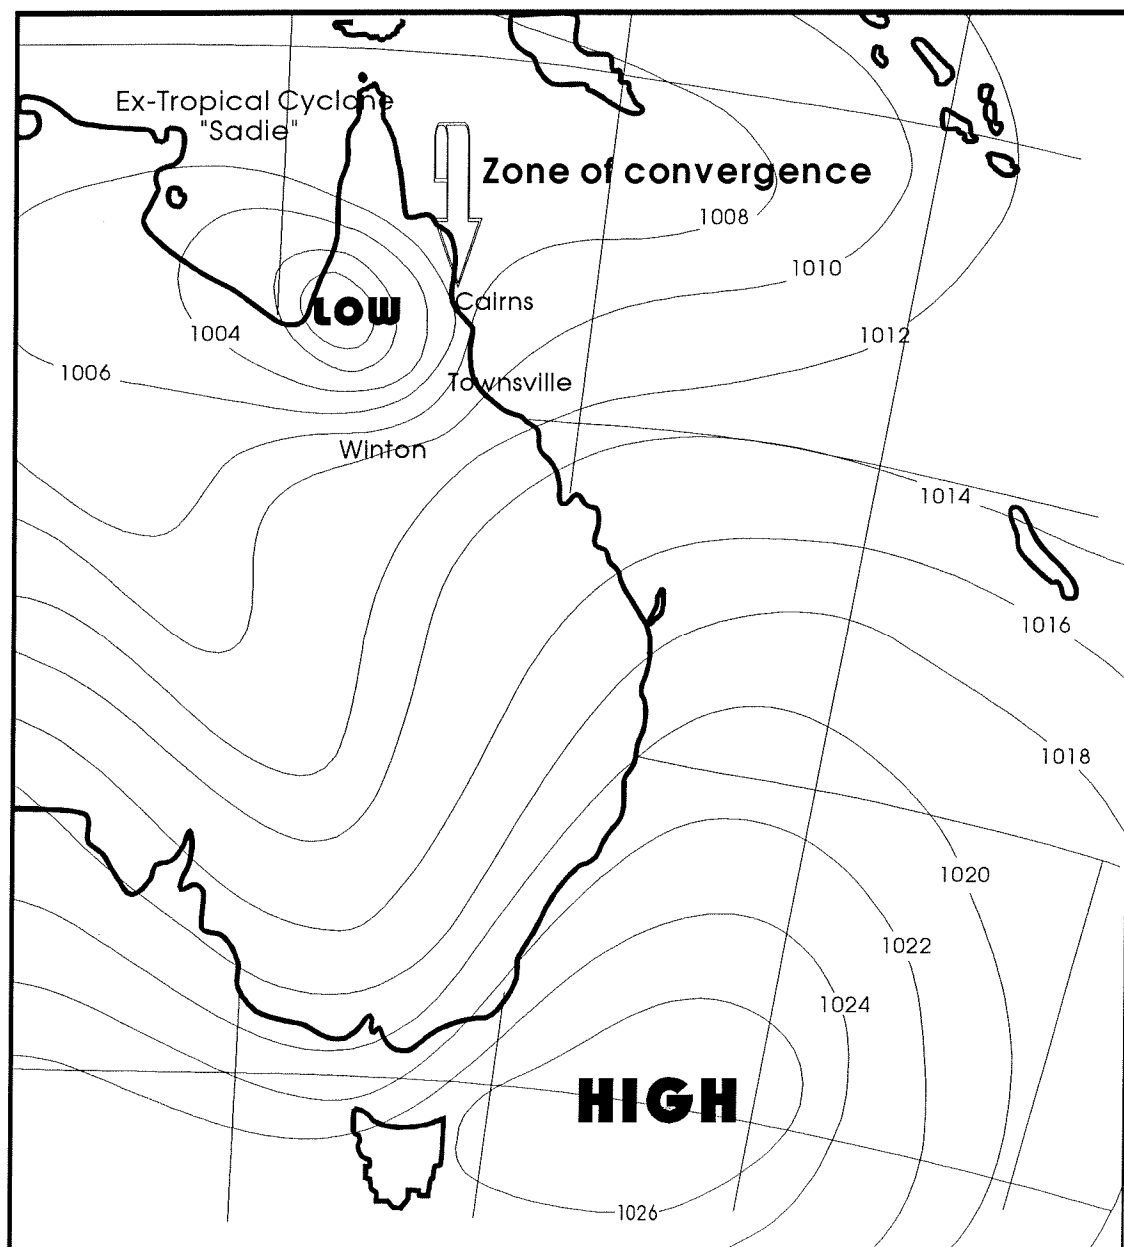 Ex-Tropical Cyclone
"Sadie"
Zone of convergence
1008
1010
LOW
Cairns
1004
1012
1006
Townsville
Winton
1014
1016
1018
1020
1022
1024
HIGH
1026